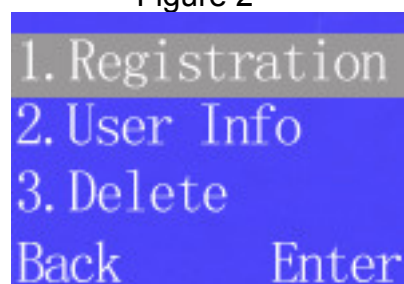 Figure 2
1.Registration
2.User Info
3.Delete
Back Enter